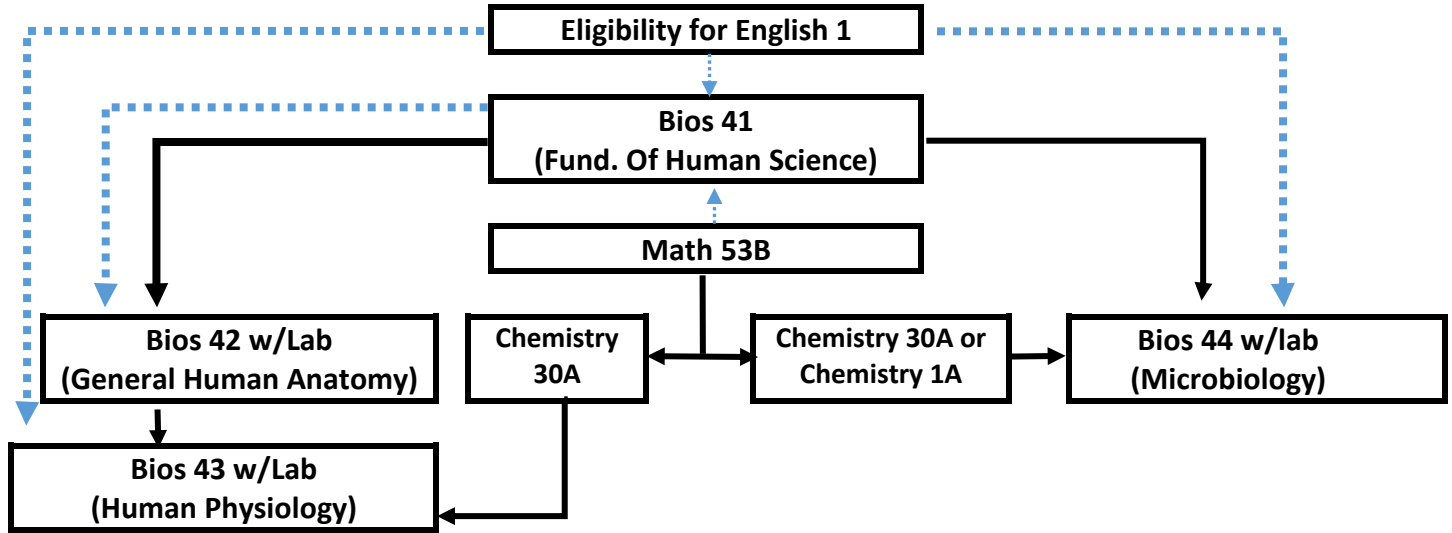 Eligibility for English 1
Bios 41
(Fund. Of Human Science)
Math 53B
Bios 42 w/Lab
(General Human Anatomy)
Chemistry
30A
Chemistry 30A or
Chemistry 1A
Bios 44 w/lab
(Microbiology)
Bios 43 w/Lab
(Human Physiology)